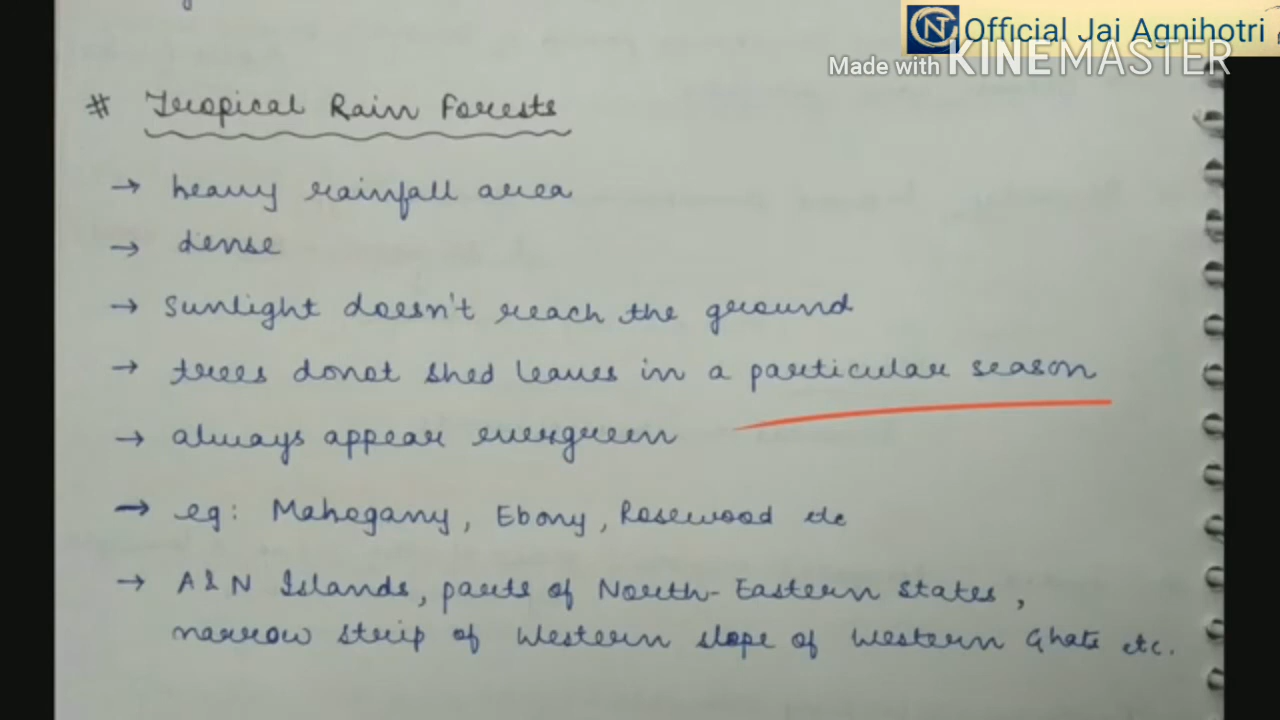 Official Jai Agnihotri
Made with KINEMASTER
# Tropical Rain Forests
→ heavy rainfall area
→ dense
→ sunlight doesn't reach the ground
→ trees donot shed leaves in a particular season
→ always appear evergreen
→ eg: Mahogany, Ebony, Rosewood etc
→ A & N Islands, parts of North-Eastern States,
narrow strip of Western slope of Western Ghats etc.